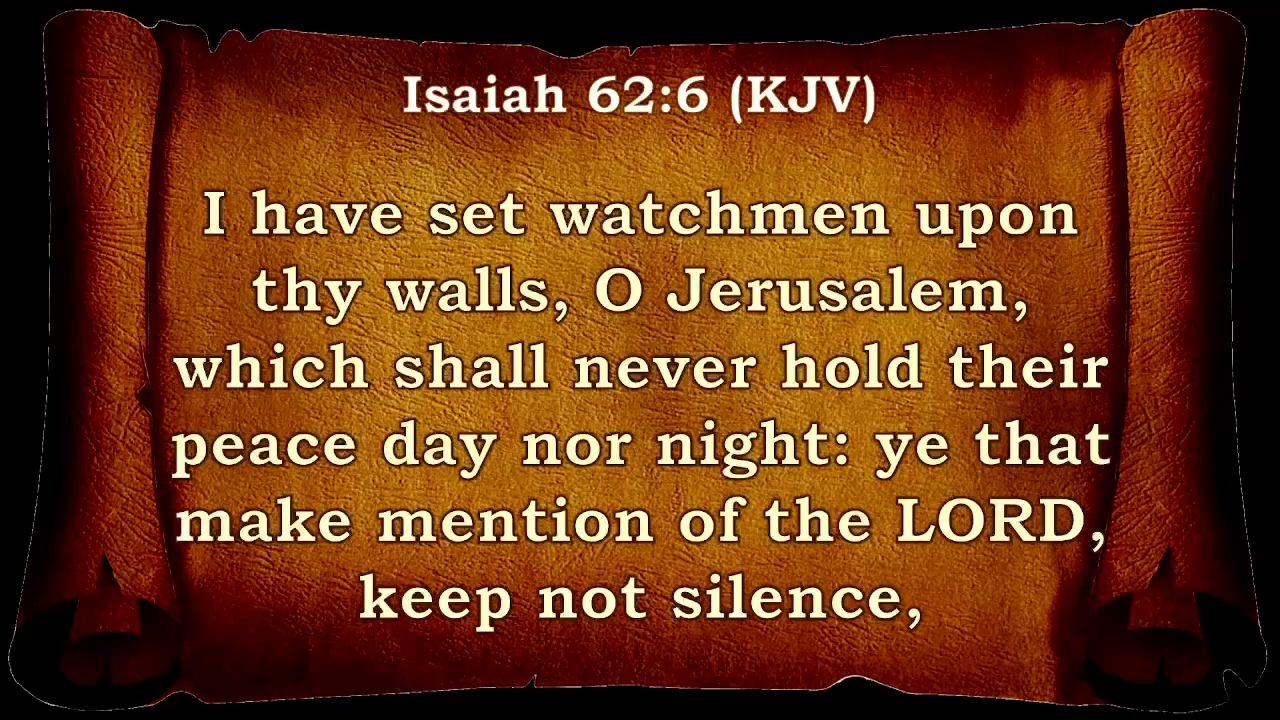 Isaiah 62:6 (KJV)
I have set watchmen upon
thy walls, O Jerusalem,
which shall never hold their
peace day nor night: ye that
make mention of the LORD,
keep not silence,